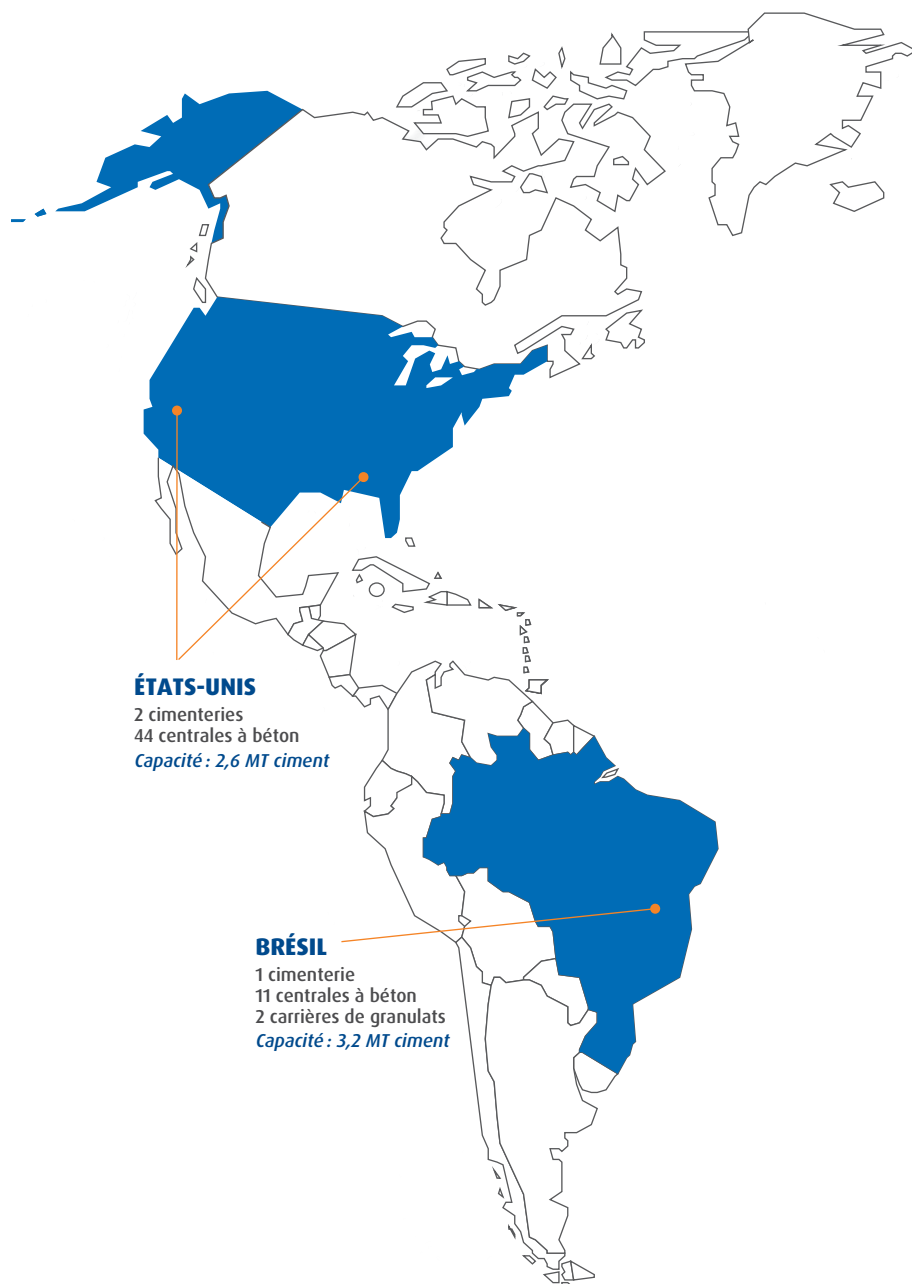 ÉTATS-UNIS
2 cimenteries
44 centrales à béton
Capacité : 2,6 MT ciment
BRÉSIL
1 cimenterie
11 centrales à béton
2 carrières de granulats
Capacité : 3,2 MT ciment